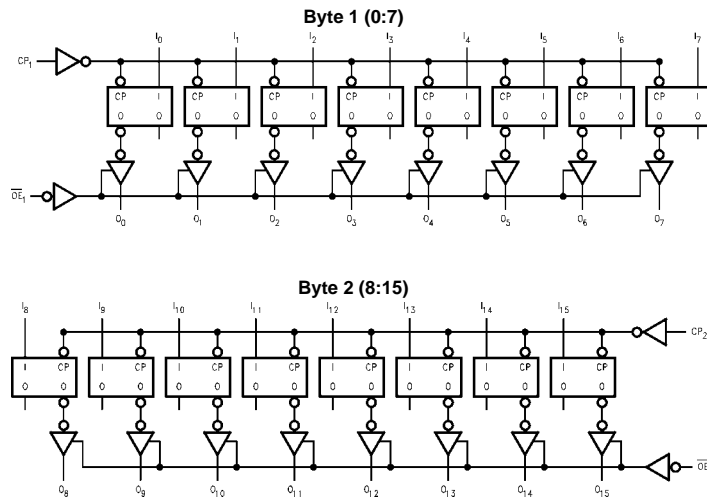 Byte 1 (0:7)
I0 I1 I2 I3 I4 I5 I6 I7
CP1
CP I CP I CP I CP I CP I CP I CP I CP I
O O O O O O O O O O O O O O O O
OE1
O0 O1 O2 O3 O4 O5 O6 O7
Byte 2 (8:15)
I8 I9 I10 I11 I12 I13 I14 I15
CP2
I CP I CP I CP I CP I CP I CP I CP I CP
O O O O O O O O O O O O O O O O
OE
O8 O9 O10 O11 O12 O13 O14 O15